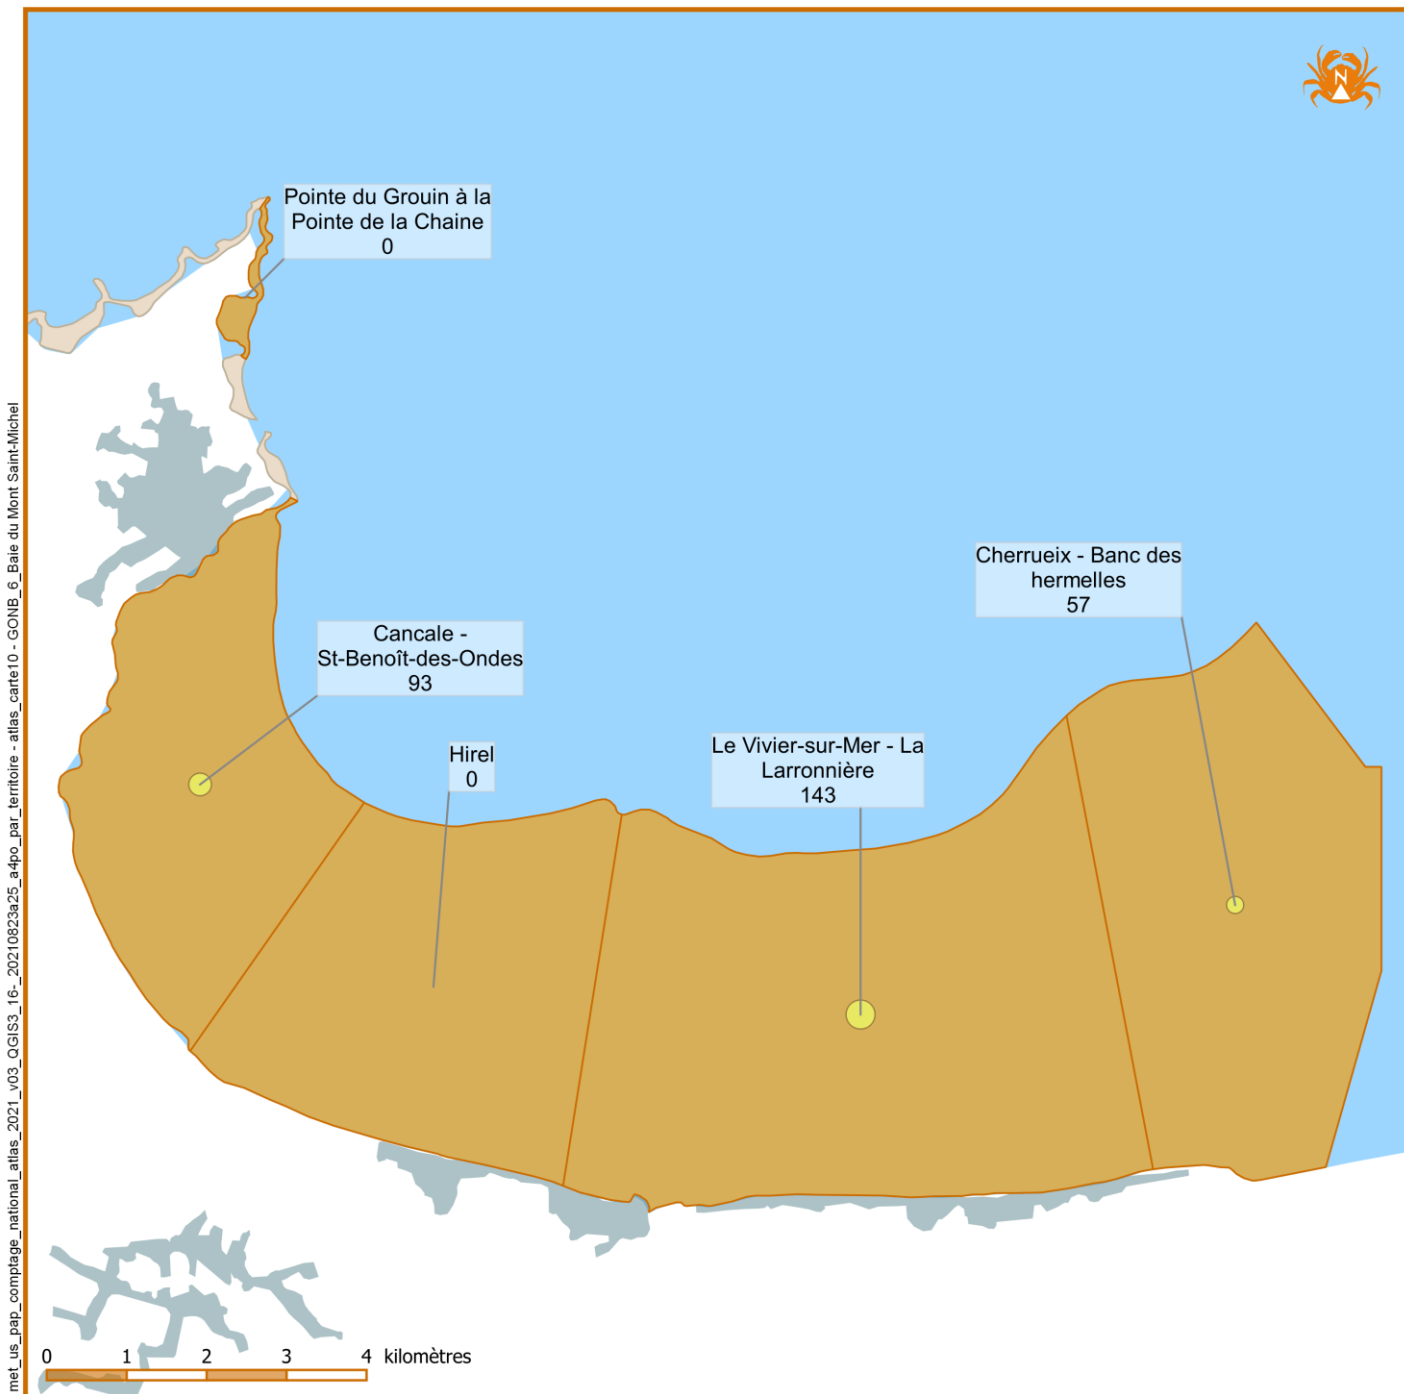 N
Pointe du Grouin à la
Pointe de la Chaine
0
Cherrueix - Banc des
hermelles
57
Cancale -
St-Benoît-des-Ondes
93
Hirel
0
Le Vivier-sur-Mer - La
Larronnière
143
0 1 2 3 4 kilomètres
met_us_pap_comptage_national_atlas_2021_v03_QGIS3_16-_20210823a25_a4po_par_territoire - atlas_carte10 - GONB_6_Baie du Mont Saint-Michel